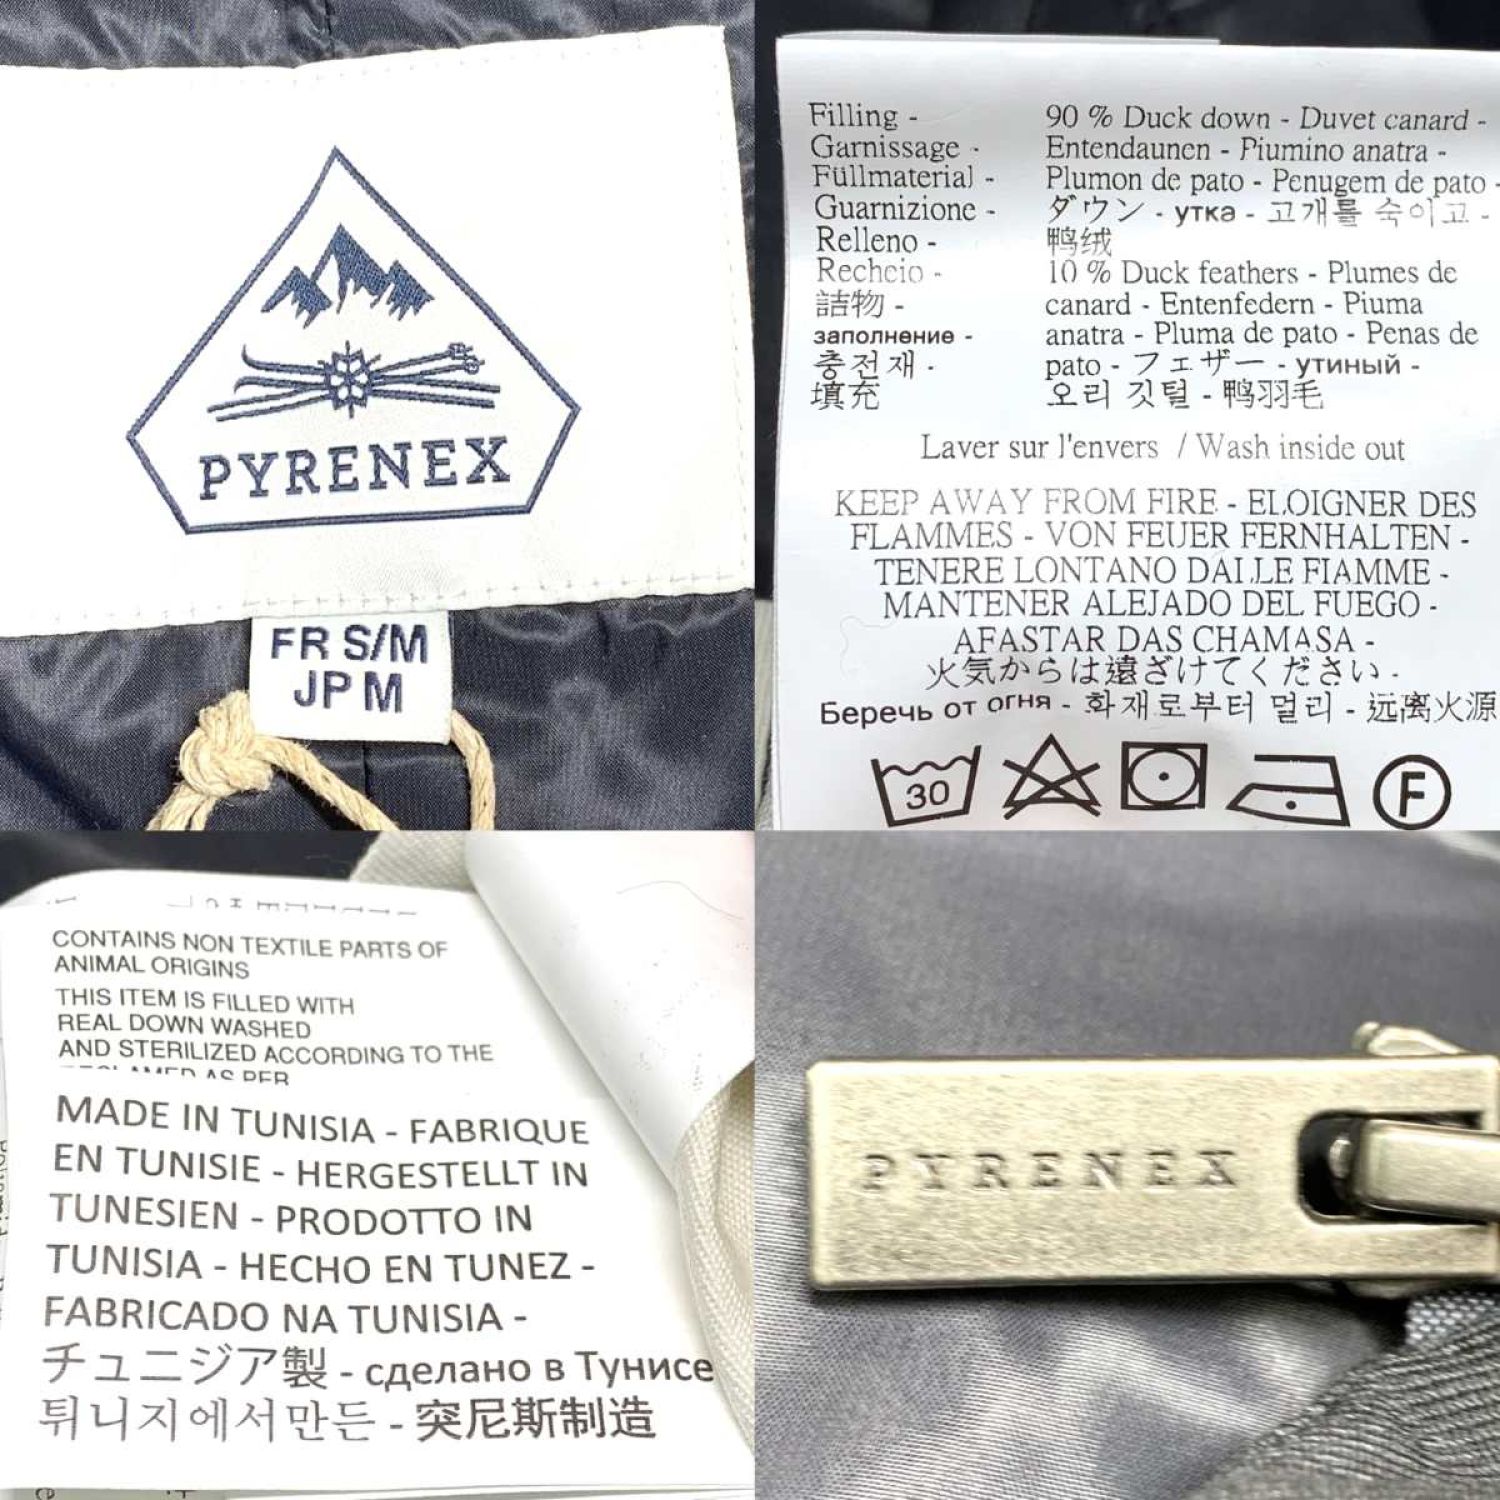 PYRENEX
FR S/M
JP M
Filling -
Garnissage -
Füllmaterial -
Guarnizione -
Relleno -
Recheio -
詰物 -
заполнение -
충전재 -
填充
90 % Duck down - Duvet canard -
Entendaunen - Piumino anatra -
Plumon de pato - Penugem de pato -
ダウン - утка - 고개를 숙이고 -
鸭绒
10 % Duck feathers - Plumes de
canard - Entenfedern - Piuma
anatra - Pluma de pato - Penas de
pato - フェザー - утиный -
오리 깃털 - 鸭羽毛
Laver sur l'envers / Wash inside out
KEEP AWAY FROM FIRE - ELOIGNER DES
FLAMMES - VON FEUER FERNHALTEN -
TENERE LONTANO DALLE FIAMME -
MANTENER ALEJADO DEL FUEGO -
AFASTAR DAS CHAMASA -
火気からは遠ざけてください -
Беречь от огня - 화재로부터 멀리 - 远离火源
30
F
CONTAINS NON TEXTILE PARTS OF
ANIMAL ORIGINS
THIS ITEM IS FILLED WITH
REAL DOWN WASHED
AND STERILIZED ACCORDING TO THE
AS PER
MADE IN TUNISIA - FABRIQUE
EN TUNISIE - HERGESTELLT IN
TUNESIEN - PRODOTTO IN
TUNISIA - HECHO EN TUNEZ -
FABRICADO NA TUNISIA -
チュニジア製 - сделано в Тунисе
튀니지에서만든 - 突尼斯制造
PYRENEX